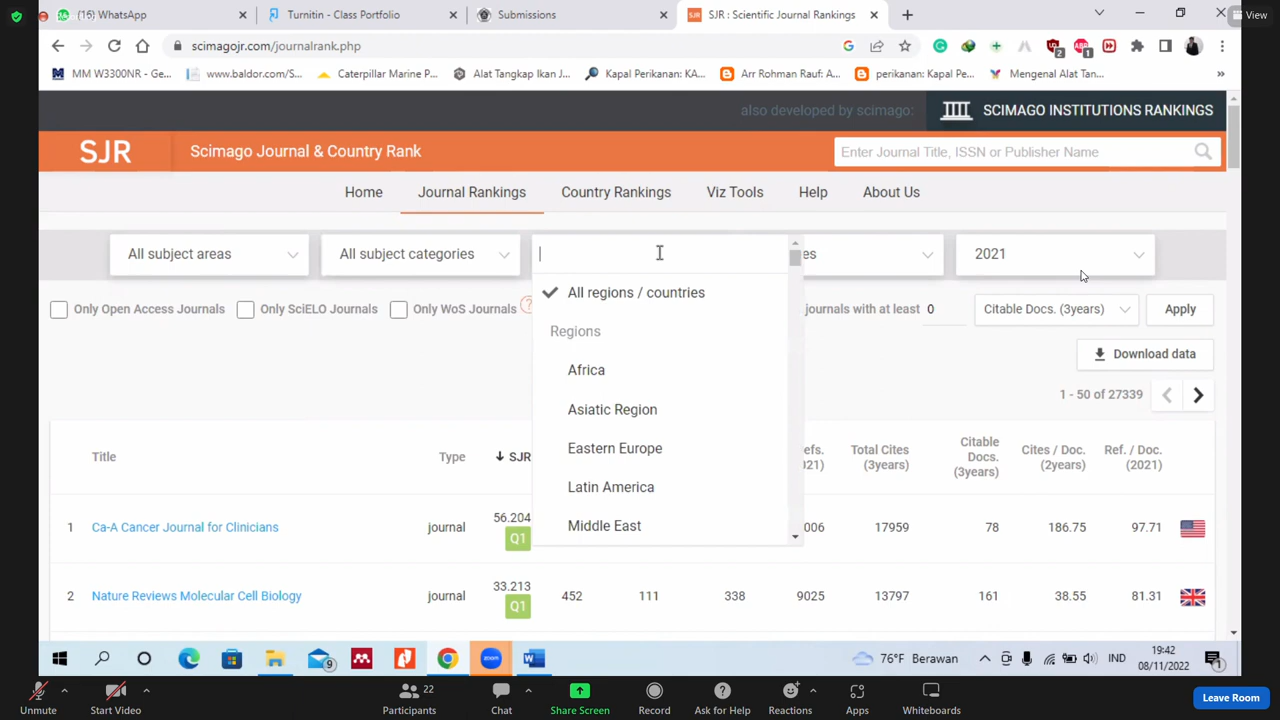 (16) WhatsApp
Turnitin - Class Portfolio
Submissions
SJR : Scientific Journal Rankings
View
scimagojr.com/journalrank.php
MM W3300NR - Ge...
www.baldor.com/S...
Caterpillar Marine P...
Alat Tangkap Ikan J...
Kapal Perikanan: KA...
Arr Rohman Rauf: A...
perikanan: Kapal Pe...
Mengenal Alat Tan...
also developed by scimago:
SCIMAGO INSTITUTIONS RANKINGS
SJR
Scimago Journal & Country Rank
Enter Journal Title, ISSN or Publisher Name
Home
Journal Rankings
Country Rankings
Viz Tools
Help
About Us
All subject areas
All subject categories
es
2021
Only Open Access Journals
Only SciELO Journals
Only WoS Journals
?
All regions / countries
journals with at least
0
Citable Docs. (3years)
Apply
Regions
Africa
Asiatic Region
Eastern Europe
Latin America
Middle East
Download data
1 - 50 of 27339
Title
Type
SJR
efs.
21)
Total Cites
(3years)
Citable
Docs.
(3years)
Cites / Doc.
(2years)
Ref. / Doc.
(2021)
1
Ca-A Cancer Journal for Clinicians
journal
56.204
Q1
006
17959
78
186.75
97.71
2
Nature Reviews Molecular Cell Biology
journal
33.213
Q1
452
111
338
9025
13797
161
38.55
81.31
9
76°F Berawan
IND
19:42
08/11/2022
1
Unmute
Start Video
22
Participants
Chat
Share Screen
Record
Ask for Help
Reactions
Apps
Whiteboards
Leave Room